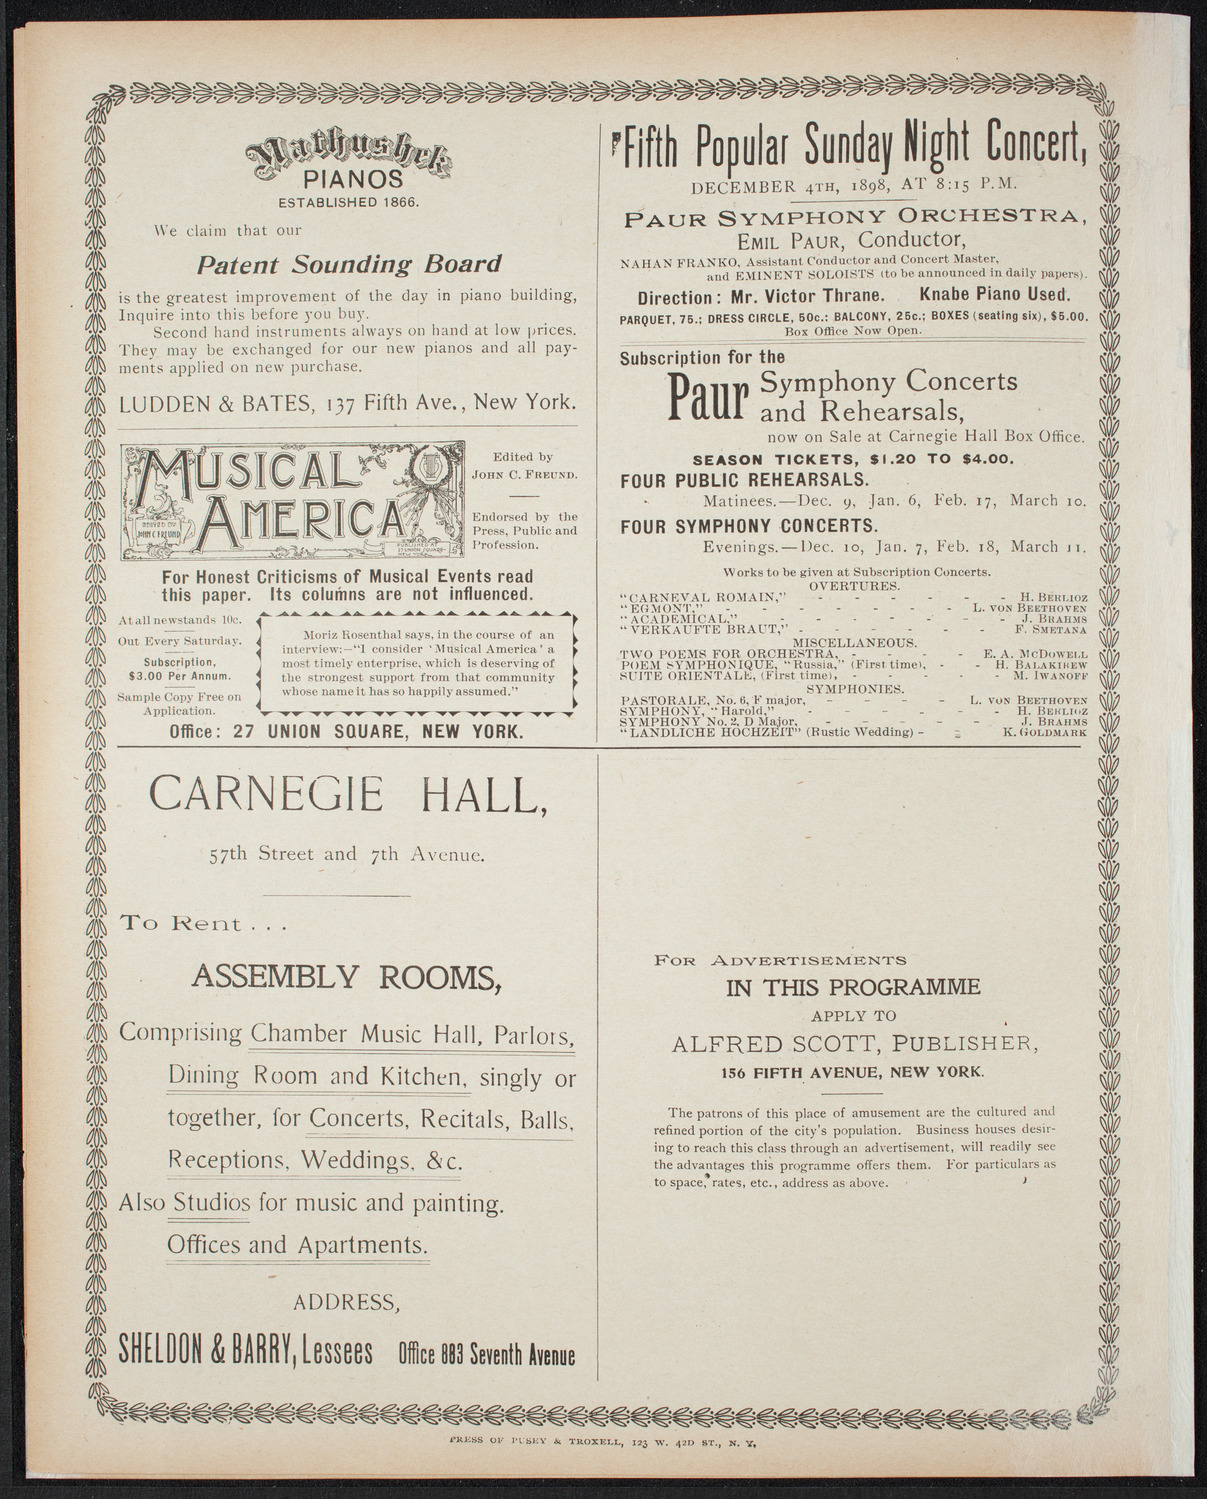 Mathushek
PIANOS
ESTABLISHED 1866.
We claim that our
Patent Sounding Board
is the greatest improvement of the day in piano building,
Inquire into this before you buy.
Second hand instruments always on hand at low prices.
They may be exchanged for our new pianos and all pay-
ments applied on new purchase.
LUDDEN & BATES, 137 Fifth Ave., New York.
MUSICAL
AMERICA
EDITED BY
JOHN C FREUND
PUBLISHED AT
27 UNION SQUARE
NEW YORK
Edited by
JOHN C. FREUND.
Endorsed by the
Press, Public and
Profession.
For Honest Criticisms of Musical Events read
this paper. Its columns are not influenced.
At all newstands 10c.
Out Every Saturday.
Subscription,
$3.00 Per Annum.
Sample Copy Free on
Application.
Moriz Rosenthal says, in the course of an
interview:—"I consider 'Musical America' a
most timely enterprise, which is deserving of
the strongest support from that community
whose name it has so happily assumed."
Office: 27 UNION SQUARE, NEW YORK.
Fifth Popular Sunday Night Concert,
DECEMBER 4TH, 1898, AT 8:15 P.M.
PAUR SYMPHONY ORCHESTRA,
EMIL PAUR, Conductor,
NAHAN FRANKO, Assistant Conductor and Concert Master,
and EMINENT SOLOISTS (to be announced in daily papers).
Direction: Mr. Victor Thrane. Knabe Piano Used.
PARQUET, 75.; DRESS CIRCLE, 50c.: BALCONY, 25c.; BOXES (seating six), $5.00.
Box Office Now Open.
Subscription for the
Paur Symphony Concerts
and Rehearsals,
now on Sale at Carnegie Hall Box Office.
SEASON TICKETS, $1.20 TO $4.00.
FOUR PUBLIC REHEARSALS.
Matinees.—Dec. 9, Jan. 6, Feb. 17, March 10.
FOUR SYMPHONY CONCERTS.
Evenings.—Dec. 10, Jan. 7, Feb. 18, March 11.
Works to be given at Subscription Concerts.
OVERTURES.
"CARNEVAL ROMAIN," - - - - - - H. BERLIOZ
"EGMONT," - - - - - - - L. VON BEETHOVEN
"ACADEMICAL," - - - - - - - J. BRAHMS
"VERKAUFTE BRAUT," - - - - - - F. SMETANA
MISCELLANEOUS.
TWO POEMS FOR ORCHESTRA, - - - - E. A. MCDOWELL
POEM SYMPHONIQUE, "Russia," (First time), - - H. BALAKIREW
SUITE ORIENTALE, (First time), - - - - - M. IWANOFF
SYMPHONIES.
PASTORALE, No. 6, F major, - - - - L. VON BEETHOVEN
SYMPHONY, "Harold," - - - - - - H. BERLIOZ
SYMPHONY No. 2, D Major, - - - - - J. BRAHMS
"LANDLICHE HOCHZEIT" (Rustic Wedding) - - K. GOLDMARK
CARNEGIE HALL,
57th Street and 7th Avenue.
To Rent . . .
ASSEMBLY ROOMS,
Comprising Chamber Music Hall, Parlors,
Dining Room and Kitchen, singly or
together, for Concerts, Recitals, Balls,
Receptions, Weddings, &c.
Also Studios for music and painting.
Offices and Apartments.
ADDRESS,
SHELDON & BARRY, Lessees Office 883 Seventh Avenue
FOR ADVERTISEMENTS
IN THIS PROGRAMME
APPLY TO
ALFRED SCOTT, PUBLISHER,
156 FIFTH AVENUE, NEW YORK.
The patrons of this place of amusement are the cultured and
refined portion of the city's population. Business houses desir-
ing to reach this class through an advertisement, will readily see
the advantages this programme offers them. For particulars as
to space, rates, etc., address as above.
PRESS OF PUSEY & TROXELL, 123 W. 42D ST., N. Y.